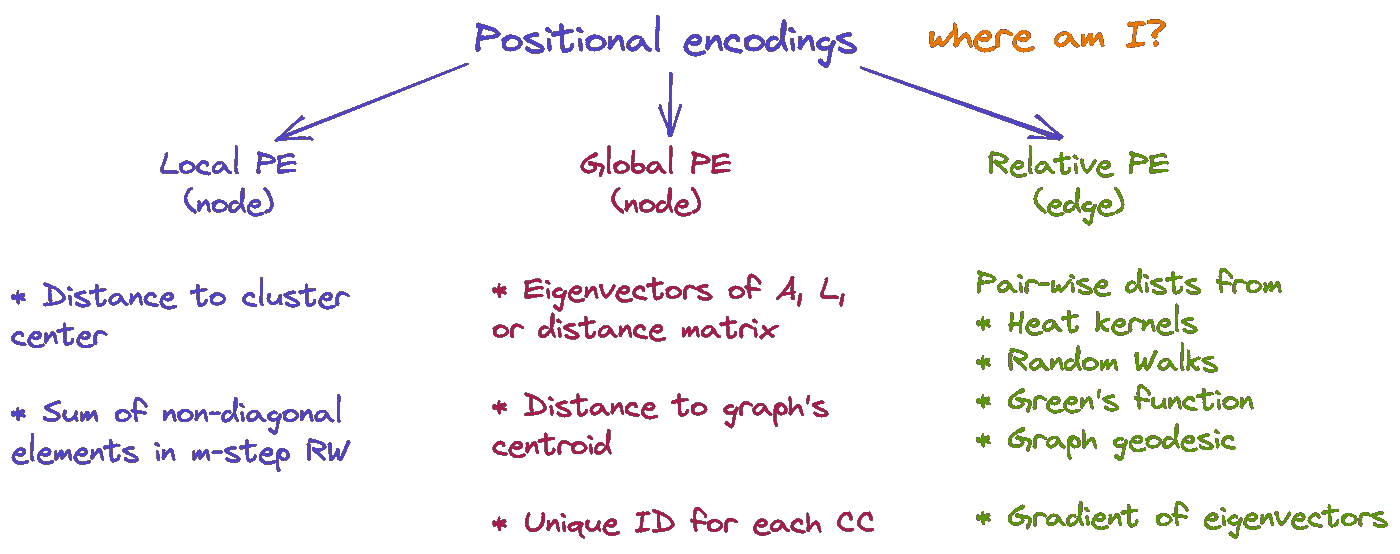 Positional encodings where am I?
Local PE
(node)
* Distance to cluster
center
* Sum of non-diagonal
elements in m-step RW
Global PE
(node)
* Eigenvectors of A, L,
or distance matrix
* Distance to graph's
centroid
* Unique ID for each CC
Relative PE
(edge)
Pair-wise dists from
* Heat kernels
* Random Walks
* Green's function
* Graph geodesic
* Gradient of eigenvectors